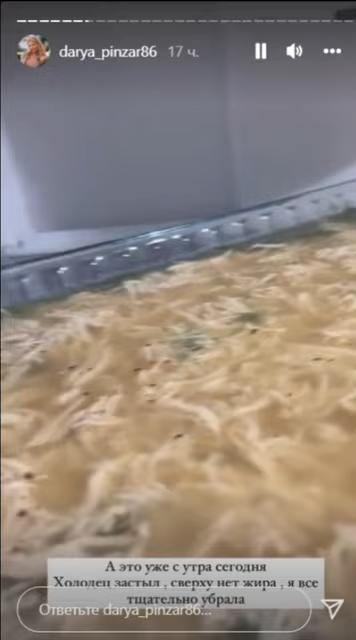 darya_pinzar86 17 ч.
А это уже с утра сегодня
Холодец застыл , сверху нет жира , я все
тщательно убрала
Ответьте darya_pinzar86...